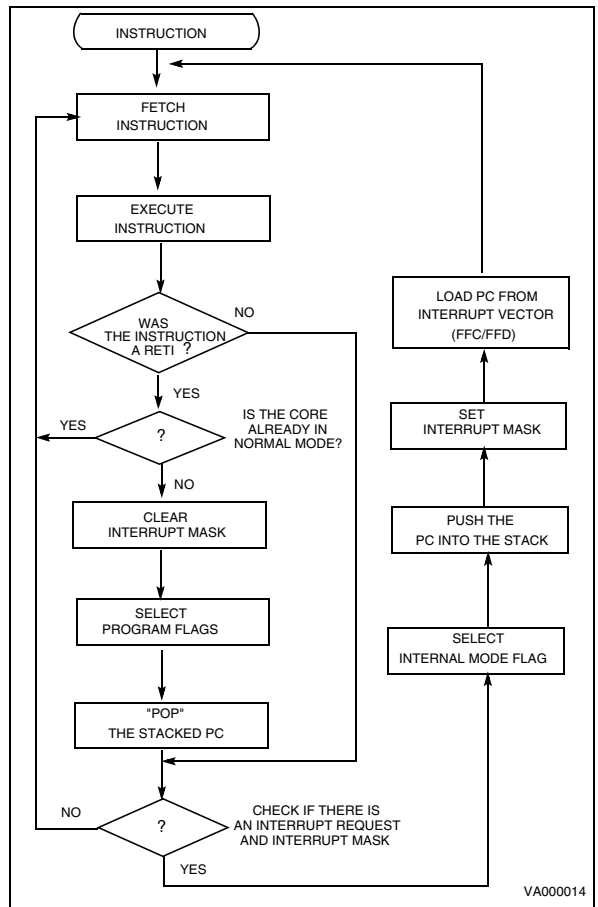 INSTRUCTION
FETCH
INSTRUCTION
EXECUTE
INSTRUCTION
WAS
THE INSTRUCTION
A RETI ?
NO
YES
?
IS THE CORE
ALREADY IN
NORMAL MODE?
YES
NO
CLEAR
INTERRUPT MASK
SELECT
PROGRAM FLAGS
"POP"
THE STACKED PC
?
CHECK IF THERE IS
AN INTERRUPT REQUEST
AND INTERRUPT MASK
NO
YES
SELECT
INTERNAL MODE FLAG
PUSH THE
PC INTO THE STACK
SET
INTERRUPT MASK
LOAD PC FROM
INTERRUPT VECTOR
(FFC/FFD)
VA000014